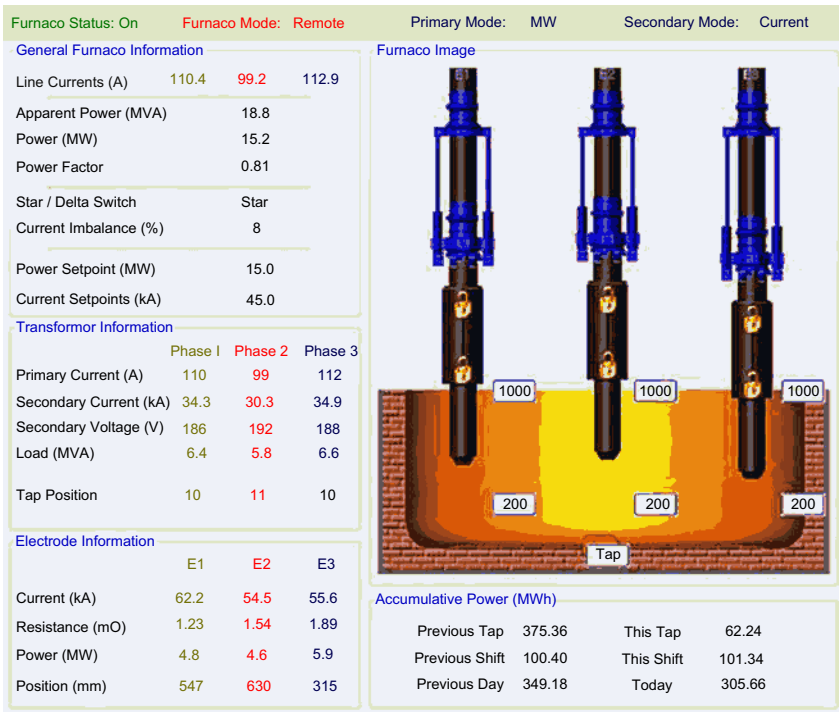 Furnaco Status: On Furnaco Mode: Remote Primary Mode: MW Secondary Mode: Current
General Furnaco Information
Line Currents (A) 110.4 99.2 112.9
Apparent Power (MVA) 18.8
Power (MW) 15.2
Power Factor 0.81
Star / Delta Switch Star
Current Imbalance (%) 8
Power Setpoint (MW) 15.0
Current Setpoints (kA) 45.0
Transformor Information
Phase I Phase 2 Phase 3
Primary Current (A) 110 99 112
Secondary Current (kA) 34.3 30.3 34.9
Secondary Voltage (V) 186 192 188
Load (MVA) 6.4 5.8 6.6
Tap Position 10 11 10
Electrode Information
E1 E2 E3
Current (kA) 62.2 54.5 55.6
Resistance (mO) 1.23 1.54 1.89
Power (MW) 4.8 4.6 5.9
Position (mm) 547 630 315
Furnaco Image
E1 E2 E3
1000 1000 1000
200 200 200
Tap
Accumulative Power (MWh)
Previous Tap 375.36 This Tap 62.24
Previous Shift 100.40 This Shift 101.34
Previous Day 349.18 Today 305.66